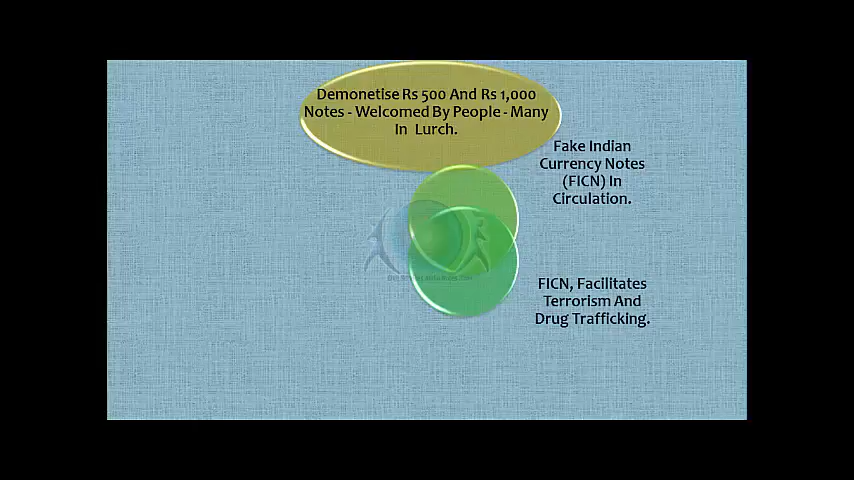 Demonetise Rs 500 And Rs 1,000
Notes - Welcomed By People - Many
In Lurch.
Fake Indian
Currency Notes
(FICN) In
Circulation.
FICN, Facilitates
Terrorism And
Drug Trafficking.